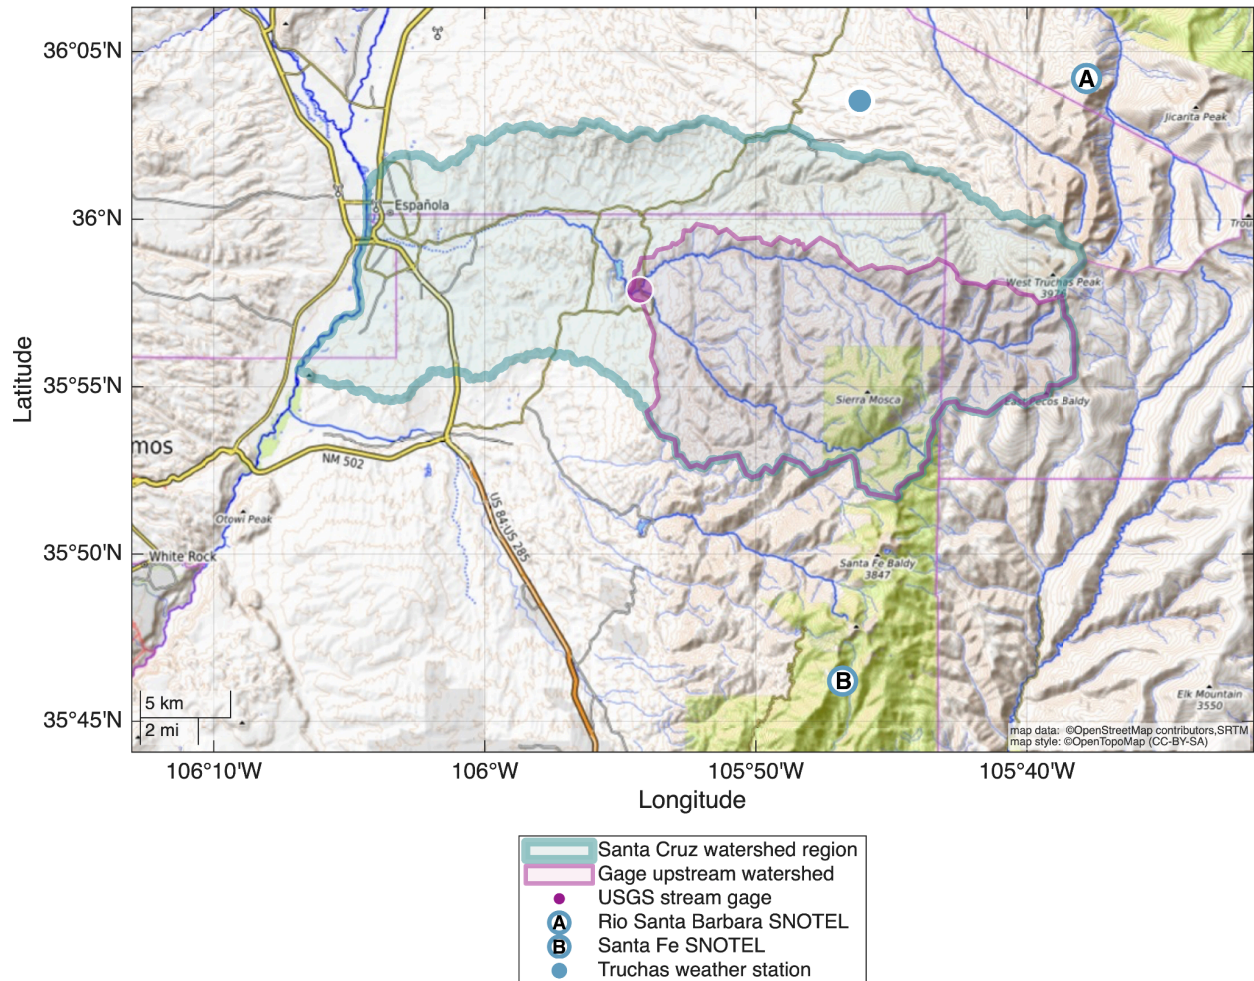 36°05'N
A
Jicarita Peak
36°N
Española
Trou
West Truchas Peak
3976
35°55'N
Latitude
Sierra Mosca
East Pecos Baldy
mos
NM 502
US 84;US 285
Otowi Peak
35°50'N
White Rock
Santa Fe Baldy
3847
B
5 km
2 mi
Elk Mountain
3550
35°45'N
map data: ©OpenStreetMap contributors,SRTM
map style: ©OpenTopoMap (CC-BY-SA)
106°10'W
106°W
105°50'W
105°40'W
Longitude
Santa Cruz watershed region
Gage upstream watershed
USGS stream gage
A Rio Santa Barbara SNOTEL
B Santa Fe SNOTEL
Truchas weather station